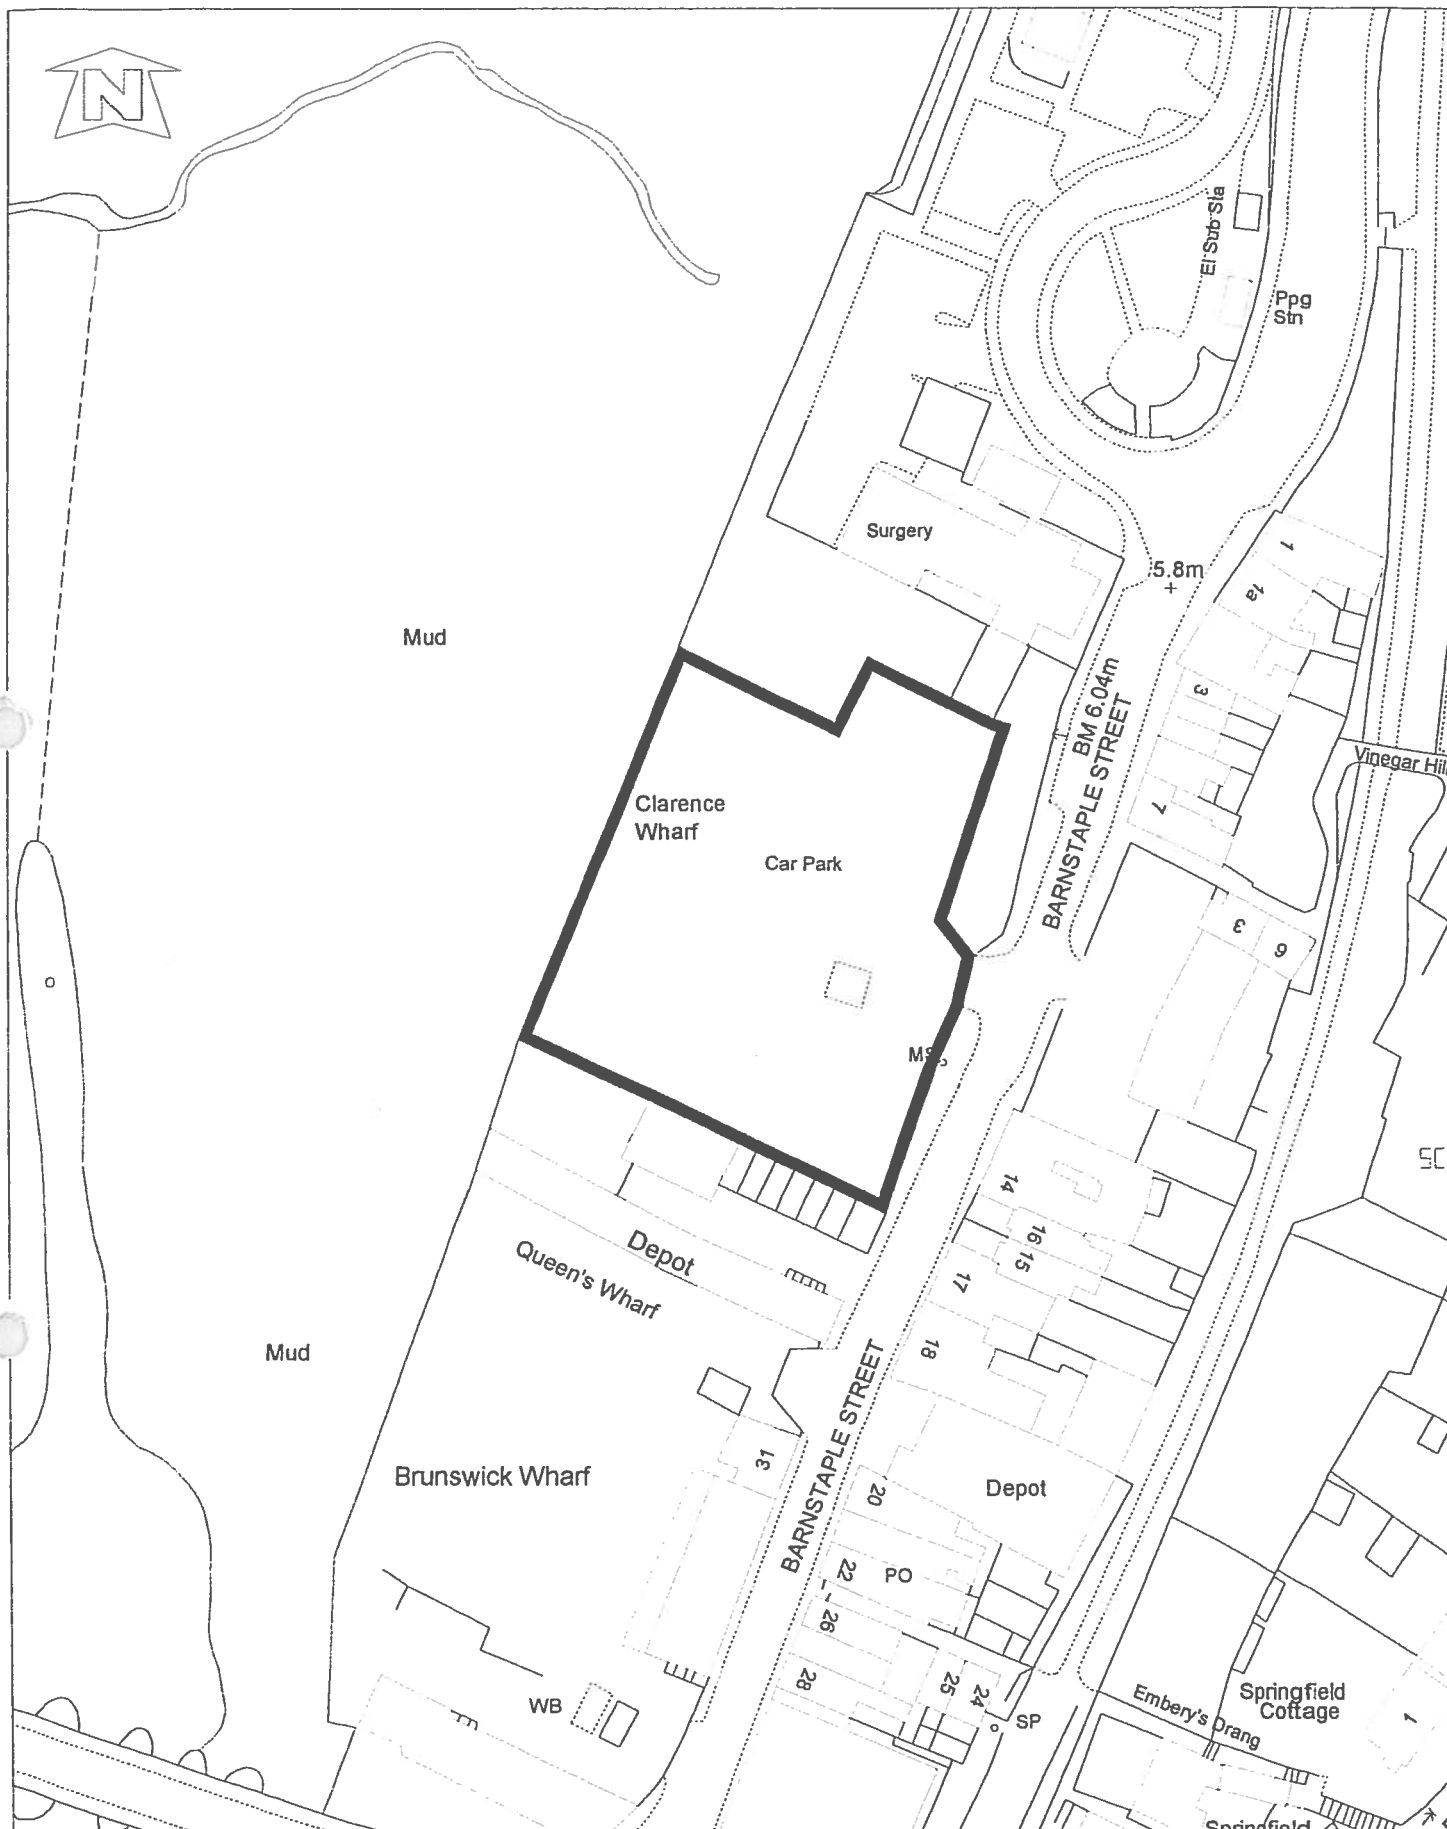 N
El Sub Sta
Ppg
Stn
Surgery
5.8m
1
1a
Mud
BM 6.04m
BARNSTAPLE STREET
3
7
Vinegar Hill
Clarence
Wharf
Car Park
3
6
MS
14
16
15
17
18
Depot
Queen's Wharf
Mud
BARNSTAPLE STREET
31
Brunswick Wharf
20
Depot
22
PO
26
28
25
24
SP
WB
Embery's Drang
Springfield
Cottage
1
Springfield